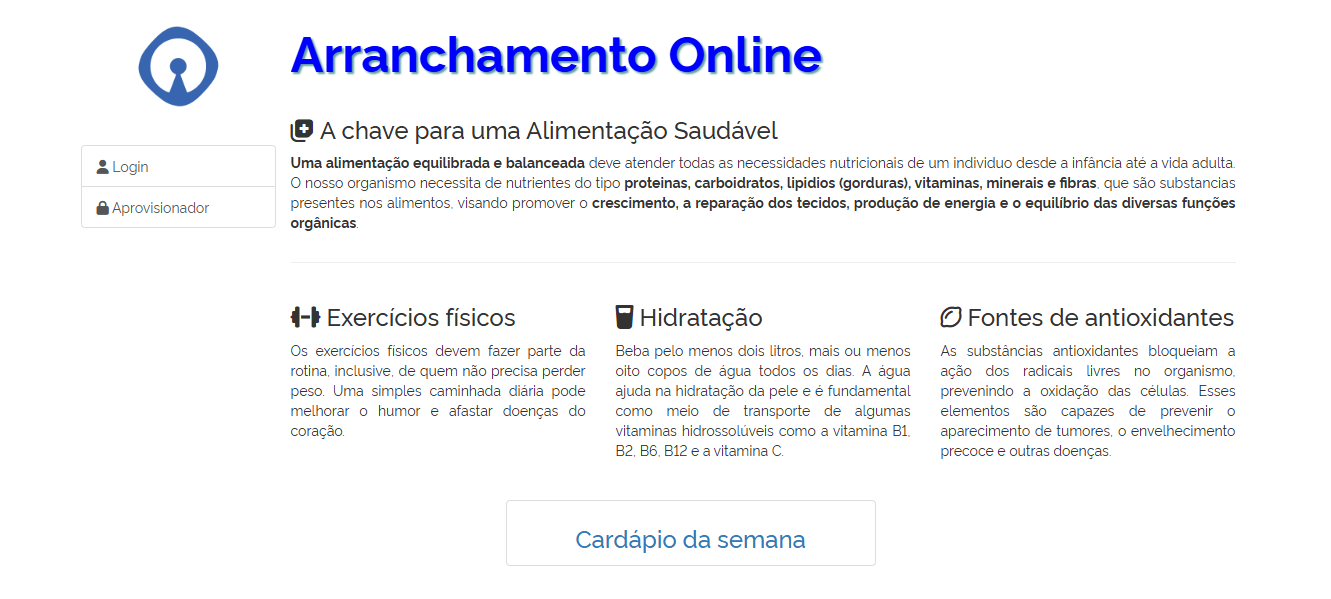 Arranchamento Online
Login
Aprovisionador
A chave para uma Alimentação Saudável
Uma alimentação equilibrada e balanceada deve atender todas as necessidades nutricionais de um individuo desde a infância até a vida adulta.
O nosso organismo necessita de nutrientes do tipo proteinas, carboidratos, lipidios (gorduras), vitaminas, minerais e fibras, que são substancias
presentes nos alimentos, visando promover o crescimento, a reparação dos tecidos, produção de energia e o equilíbrio das diversas funções
orgânicas.
Exercícios físicos
Os exercícios físicos devem fazer parte da
rotina, inclusive, de quem não precisa perder
peso. Uma simples caminhada diária pode
melhorar o humor e afastar doenças do
coração.
Hidratação
Beba pelo menos dois litros, mais ou menos
oito copos de água todos os dias. A água
ajuda na hidratação da pele e é fundamental
como meio de transporte de algumas
vitaminas hidrossolúveis como a vitamina B1,
B2, B6, B12 e a vitamina C.
Fontes de antioxidantes
As substâncias antioxidantes bloqueiam a
ação dos radicais livres no organismo,
prevenindo a oxidação das células. Esses
elementos são capazes de prevenir o
aparecimento de tumores, o envelhecimento
precoce e outras doenças.
Cardápio da semana